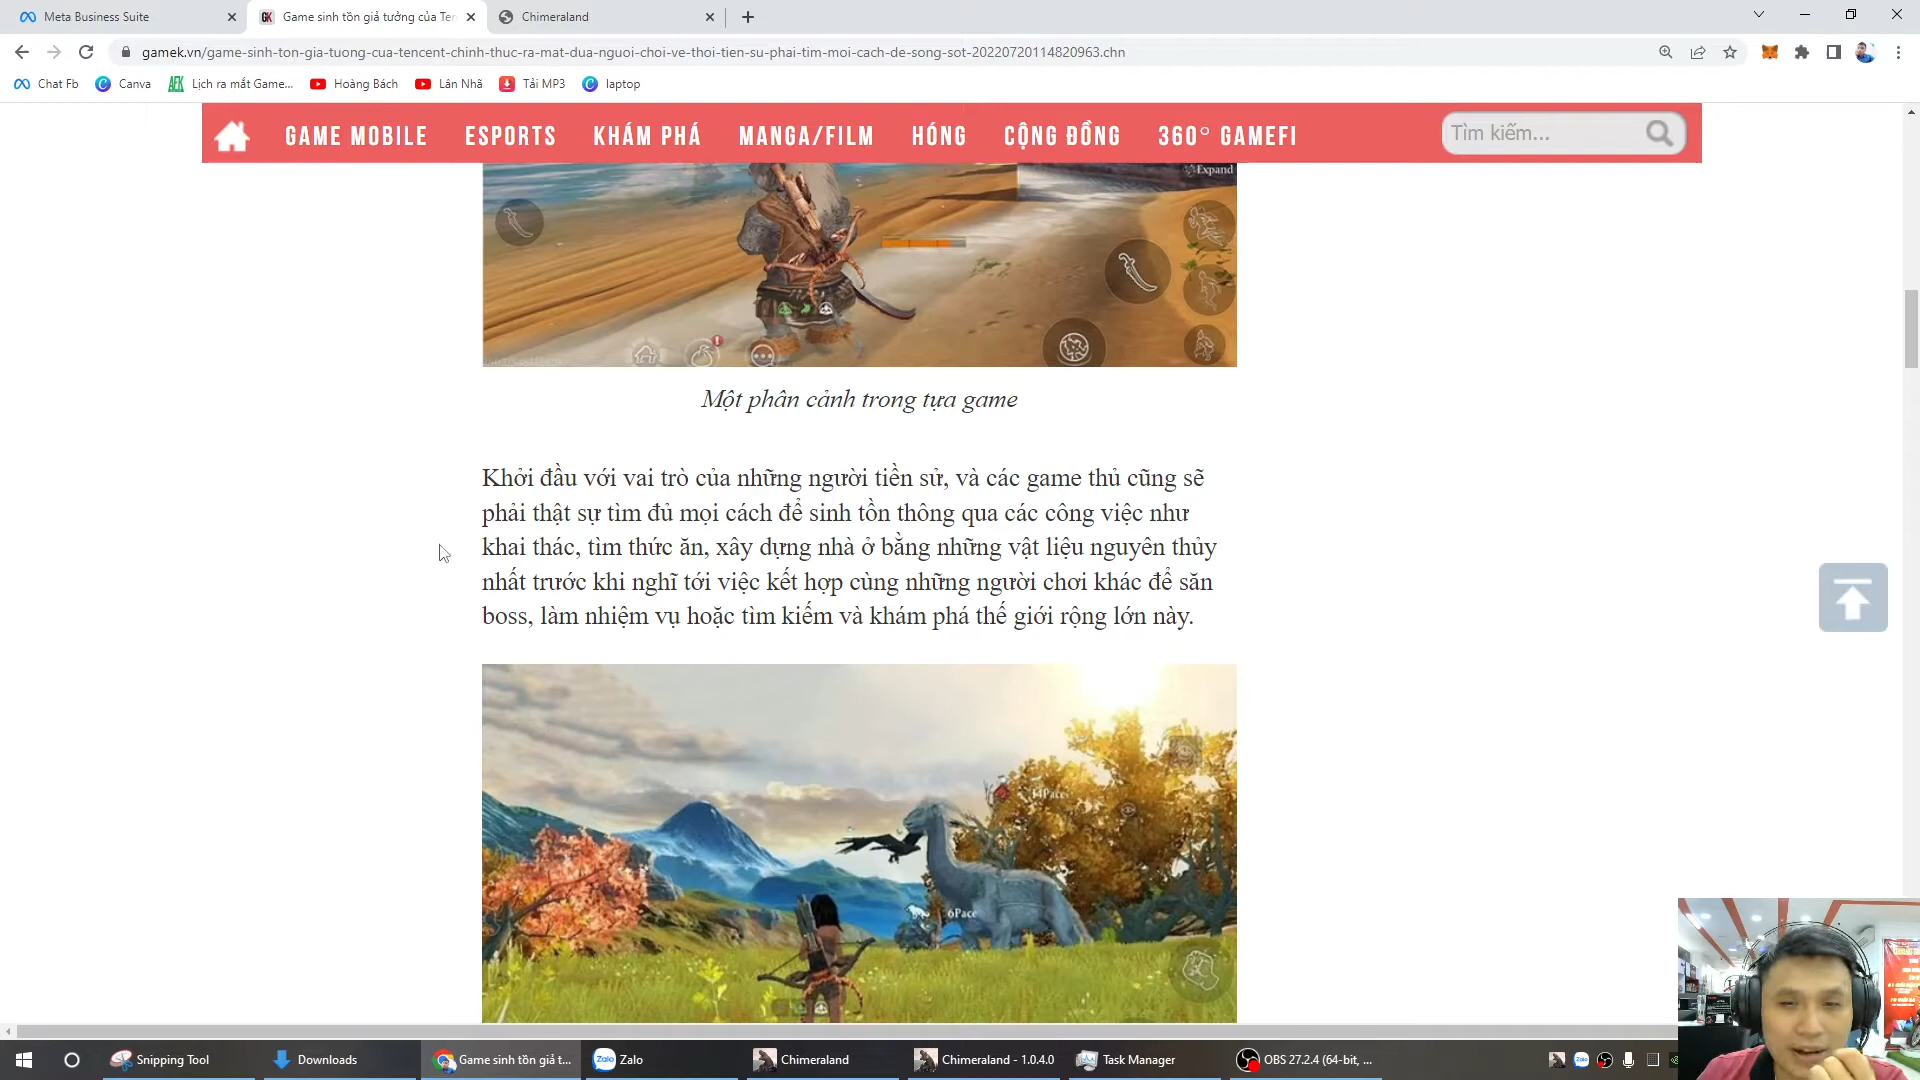 Meta Business Suite
Game sinh tồn giả tưởng của Ten
Chimeraland
gamek.vn/game-sinh-ton-gia-tuong-cua-tencent-chinh-thuc-ra-mat-dua-nguoi-choi-ve-thoi-tien-su-phai-tim-moi-cach-de-song-sot-20220720114820963.chn
Chat Fb
Canva
Lịch ra mắt Game...
Hoàng Bách
Lân Nhã
Tải MP3
laptop
GAME MOBILE
ESPORTS
KHÁM PHÁ
MANGA/FILM
HÓNG
CỘNG ĐỒNG
360° GAMEFI
Tìm kiếm...
Expand
Một phân cảnh trong tựa game
Khởi đầu với vai trò của những người tiền sử, và các game thủ cũng sẽ
phải thật sự tìm đủ mọi cách để sinh tồn thông qua các công việc như
khai thác, tìm thức ăn, xây dựng nhà ở bằng những vật liệu nguyên thủy
nhất trước khi nghĩ tới việc kết hợp cùng những người chơi khác để săn
boss, làm nhiệm vụ hoặc tìm kiếm và khám phá thế giới rộng lớn này.
14Pace
6Pace
Snipping Tool
Downloads
Game sinh tồn giả t...
Zalo
Chimeraland
Chimeraland - 1.0.4.0
Task Manager
OBS 27.2.4 (64-bit, ...